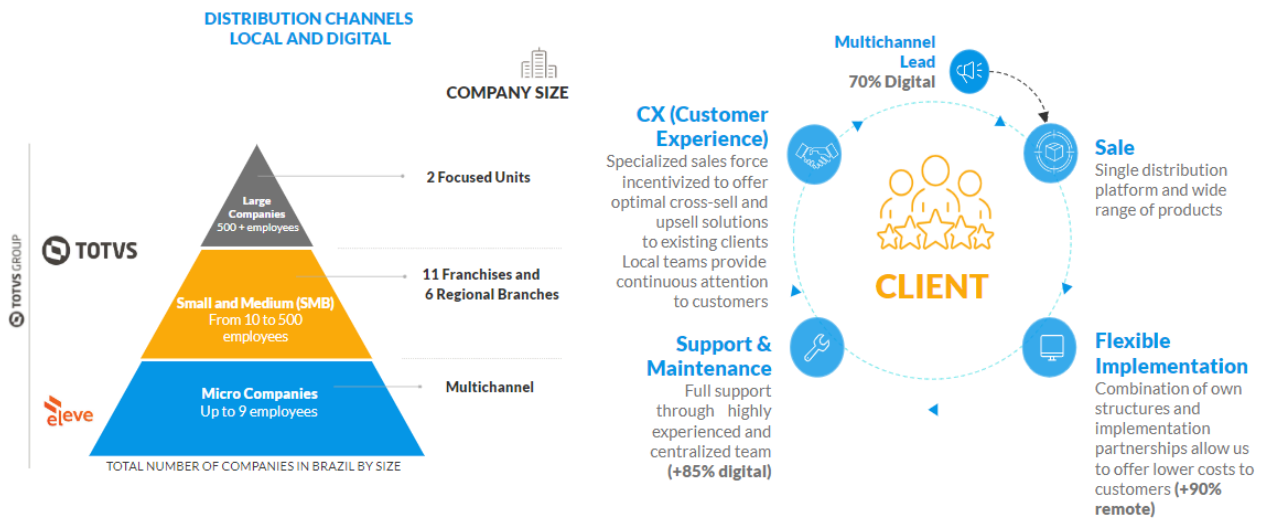 DISTRIBUTION CHANNELS
LOCAL AND DIGITAL
COMPANY SIZE
TOTVS GROUP
TOTVS
eleve
Large
Companies
500 + employees
2 Focused Units
Small and Medium (SMB)
From 10 to 500
employees
11 Franchises and
6 Regional Branches
Micro Companies
Up to 9 employees
Multichannel
TOTAL NUMBER OF COMPANIES IN BRAZIL BY SIZE
Multichannel
Lead
70% Digital
CX (Customer
Experience)
Specialized sales force
incentivized to offer
optimal cross-sell and
upsell solutions
to existing clients
Local teams provide
continuous attention
to customers
Sale
Single distribution
platform and wide
range of products
CLIENT
Support &
Maintenance
Full support
through highly
experienced and
centralized team
(+85% digital)
Flexible
Implementation
Combination of own
structures and
implementation
partnerships allow us
to offer lower costs to
customers (+90%
remote)